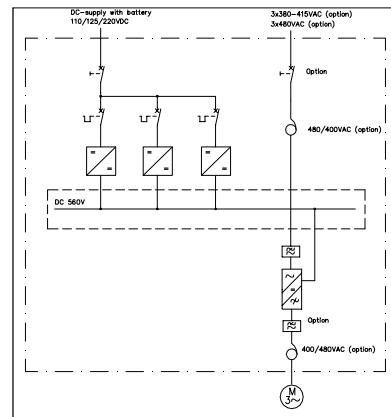 DC-supply with battery
110/125/220VDC
3x380-415VAC (option)
3x480VAC (option)
Option
480/400VAC (option)
DC 560V
Option
400/480VAC (option)
M
3~